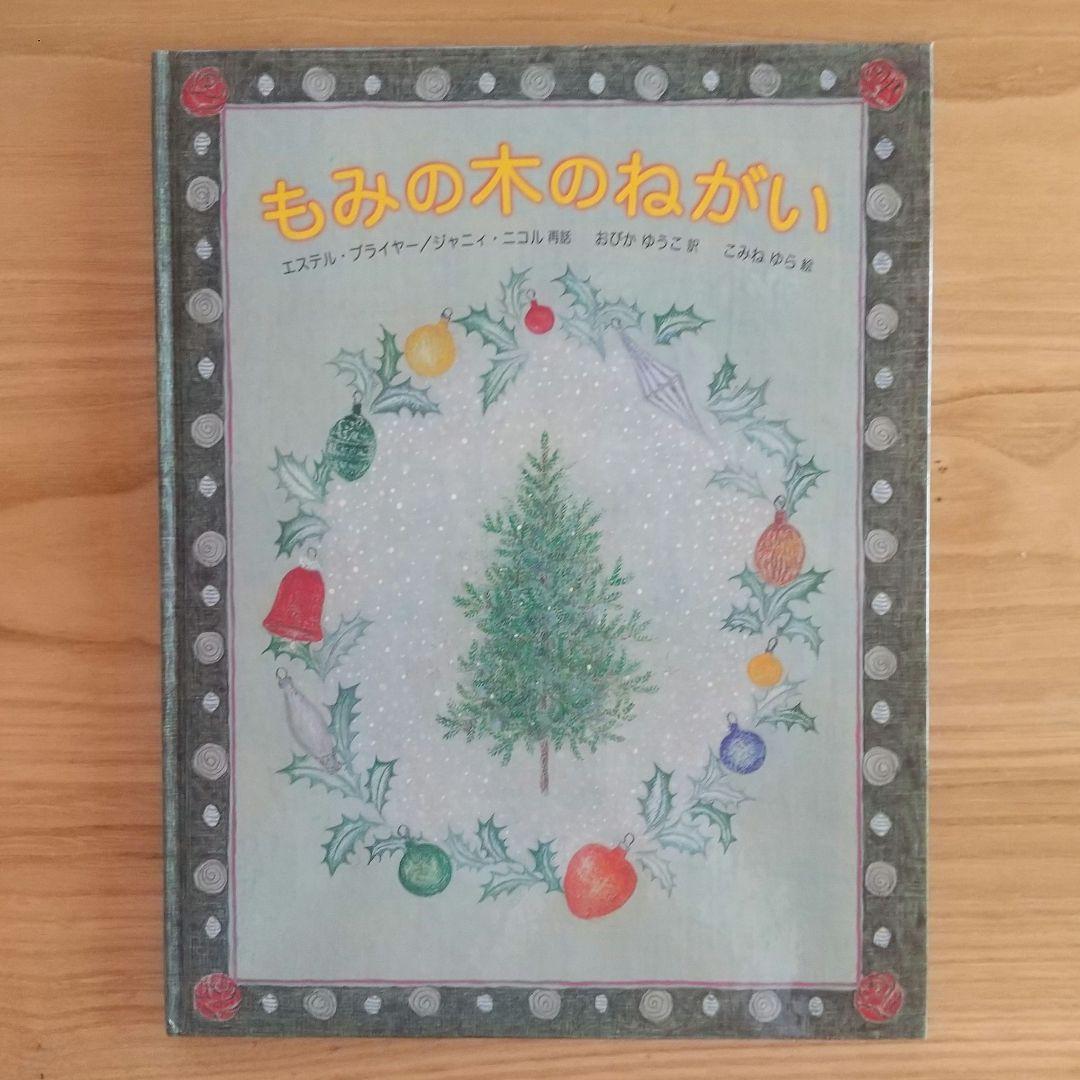 もみの木のねがい
エステル・ブライヤー/ジャニィ・ニコル 再話　おびか ゆうこ 訳　こみね ゆら 絵